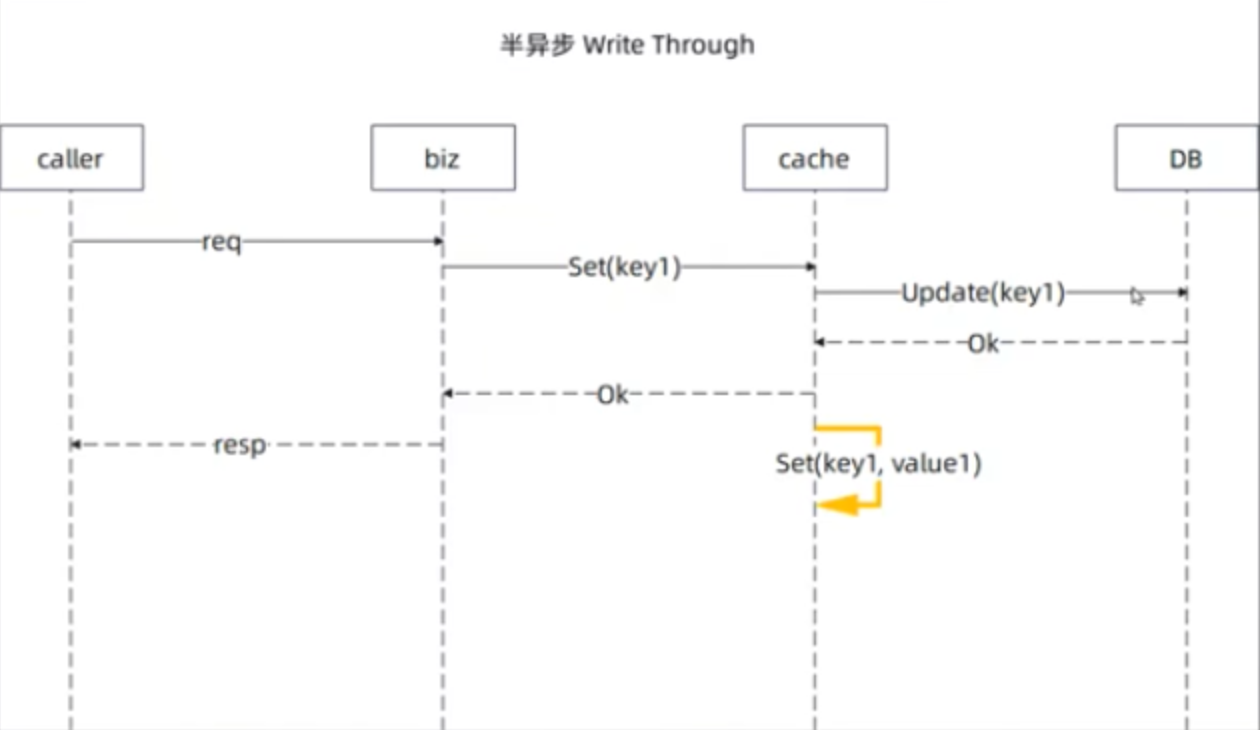 半异步 Write Through
caller
biz
cache
DB
req
Set(key1)
Update(key1)
Ok
Ok
resp
Set(key1, value1)